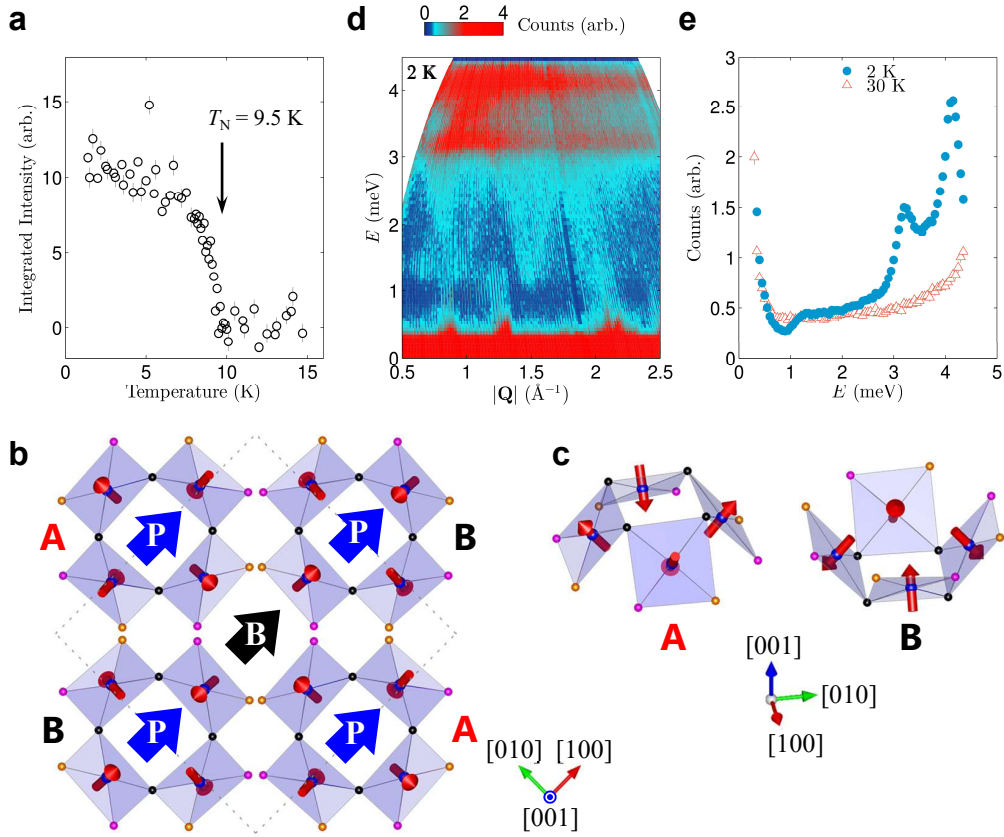 a
Integrated Intensity (arb.)
15
10
5
0
T_N = 9.5 K
0 5 10 15
Temperature (K)
d
0 2 4
Counts (arb.)
2 K
E (meV)
4
3
2
1
0
0.5 1 1.5 2 2.5
|Q| (Å⁻¹)
e
Counts (arb.)
3
2.5
2
1.5
1
0.5
0
2 K
30 K
0 1 2 3 4 5
E (meV)
b
A
P
P
B
B
B
P
P
A
[010] [100]
[001]
c
A
B
[001]
[010]
[100]